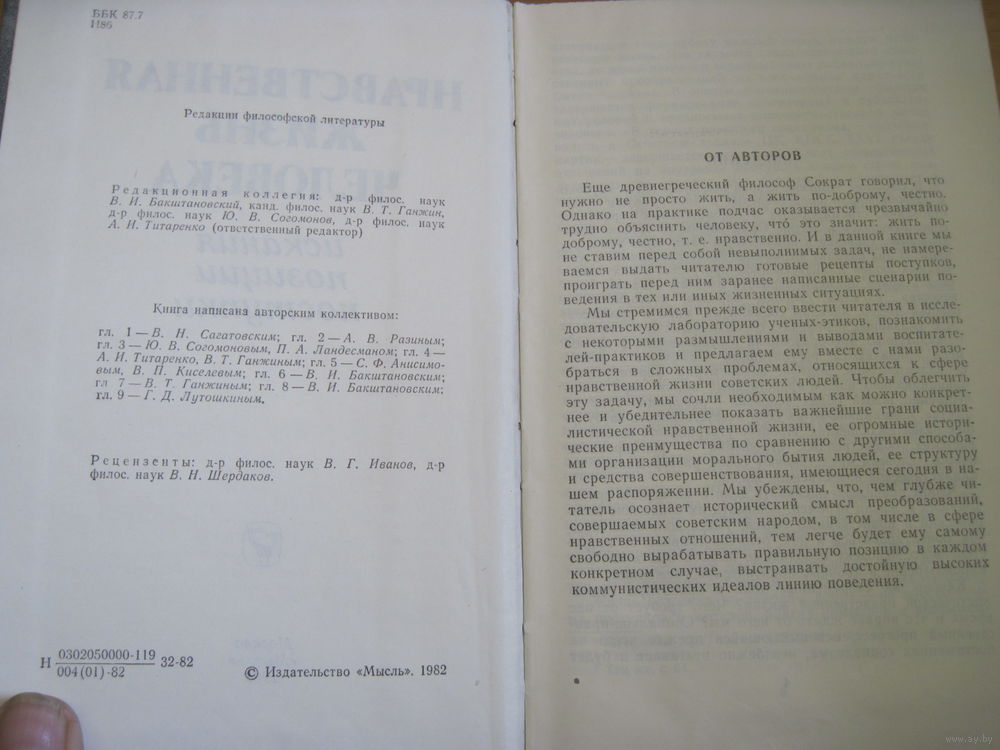 ББК 87.7
Н86
Редакции философской литературы
Редакционная коллегия: д-р филос. наук
В. И. Бакштановский, канд. филос. наук В. Т. Ганжин,
д-р филос. наук Ю. В. Согомонов, д-р филос. наук
А. И. Титаренко (ответственный редактор)
Книга написана авторским коллективом:
гл. 1 — В. Н. Сагатовским; гл. 2 — А. В. Разиным;
гл. 3 — Ю. В. Согомоновым, П. А. Ландесманом; гл. 4 —
А. И. Титаренко, В. Т. Ганжиным; гл. 5 — С. Ф. Анисимо-
вым, В. П. Киселевым; гл. 6 — В. И. Бакштановским;
гл 7 — В. Т. Ганжиным; гл. 8 — В. И. Бакштановским;
гл. 9 — Г. Д. Лутошкиным.
Рецензенты: д-р филос. наук В. Г. Иванов, д-р
филос. наук В. Н. Шердаков.
Н 0302050000-119 32-82
004(01)-82
© Издательство «Мысль». 1982
ОТ АВТОРОВ
Еще древнегреческий философ Сократ говорил, что
нужно не просто жить, а жить по-доброму, честно.
Однако на практике подчас оказывается чрезвычайно
трудно объяснить человеку, что́ это значит: жить по-
доброму, честно, т. е. нравственно. И в данной книге мы
не ставим перед собой невыполнимых задач, не намере-
ваемся выдать читателю готовые рецепты поступков,
проиграть перед ним заранее написанные сценарии по-
ведения в тех или иных жизненных ситуациях.
Мы стремимся прежде всего ввести читателя в иссле-
довательскую лабораторию ученых-этиков, познакомить
с некоторыми размышлениями и выводами воспитате-
лей-практиков и предлагаем ему вместе с нами разо-
браться в сложных проблемах, относящихся к сфере
нравственной жизни советских людей. Чтобы облегчить
эту задачу, мы сочли необходимым как можно конкрет-
нее и убедительнее показать важнейшие грани социа-
листической нравственной жизни, ее огромные истори-
ческие преимущества по сравнению с другими способа-
ми организации морального бытия людей, ее структуру
и средства совершенствования, имеющиеся сегодня в на-
шем распоряжении. Мы убеждены, что, чем глубже чи-
татель осознает исторический смысл преобразований,
совершаемых советским народом, в том числе в сфере
нравственных отношений, тем легче будет ему самому
свободно вырабатывать правильную позицию в каждом
конкретном случае, выстраивать достойную высоких
коммунистических идеалов линию поведения.
www.ay.by